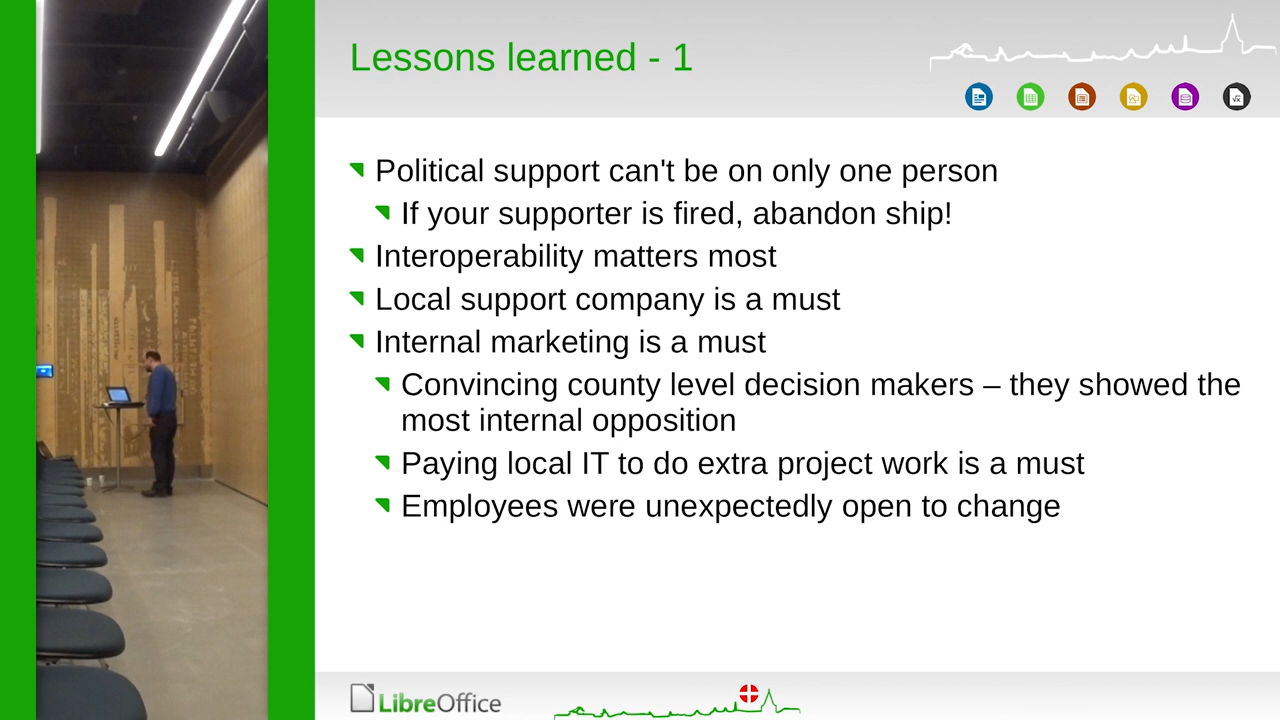 Lessons learned - 1
Political support can't be on only one person
If your supporter is fired, abandon ship!
Interoperability matters most
Local support company is a must
Internal marketing is a must
Convincing county level decision makers – they showed the
most internal opposition
Paying local IT to do extra project work is a must
Employees were unexpectedly open to change
LibreOffice